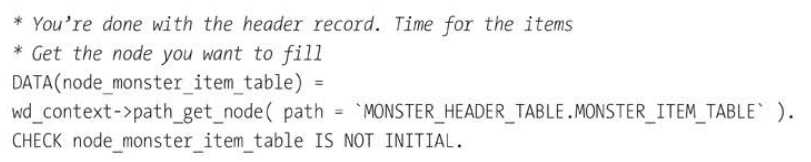 * You’re done with the header record. Time for the items
* Get the node you want to fill
DATA(node_monster_item_table) =
wd_context->path_get_node( path = `MONSTER_HEADER_TABLE.MONSTER_ITEM_TABLE` ).
CHECK node_monster_item_table IS NOT INITIAL.